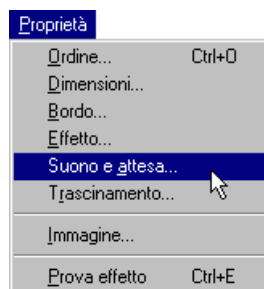 Proprietà
Ordine... Ctrl+O
Dimensioni...
Bordo...
Effetto...
Suono e attesa...
Trascinamento...
Immagine...
Prova effetto Ctrl+E